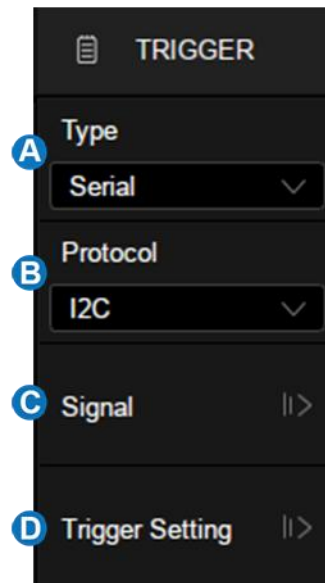 TRIGGER
A
Type
Serial
B
Protocol
I2C
C
Signal
D
Trigger Setting